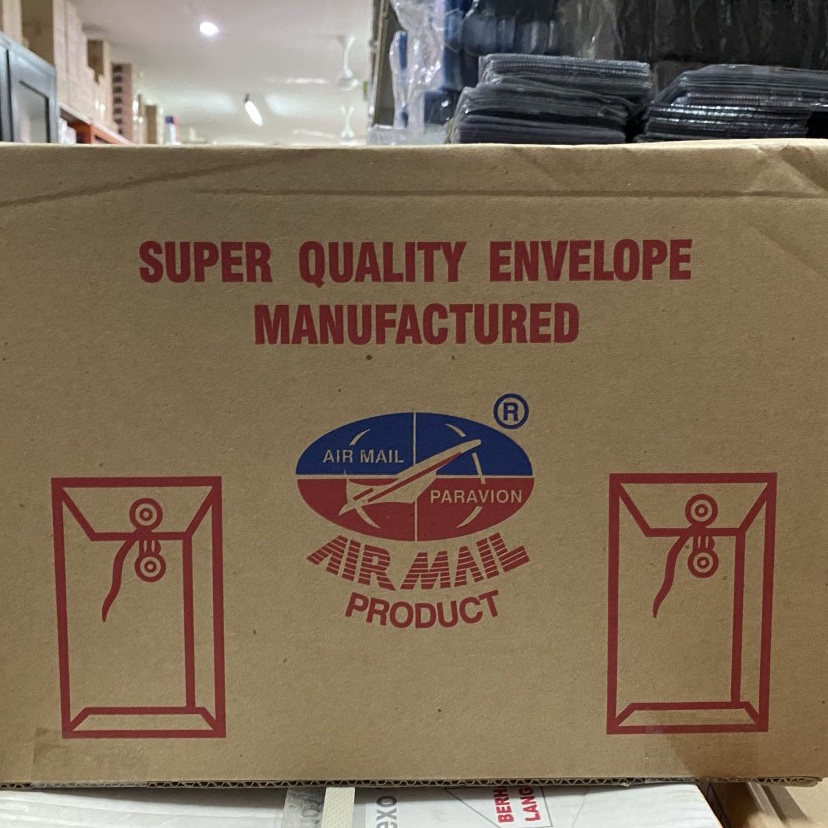 SUPER QUALITY ENVELOPE
MANUFACTURED
®
AIR MAIL
PARAVION
AIR MAIL
PRODUCT